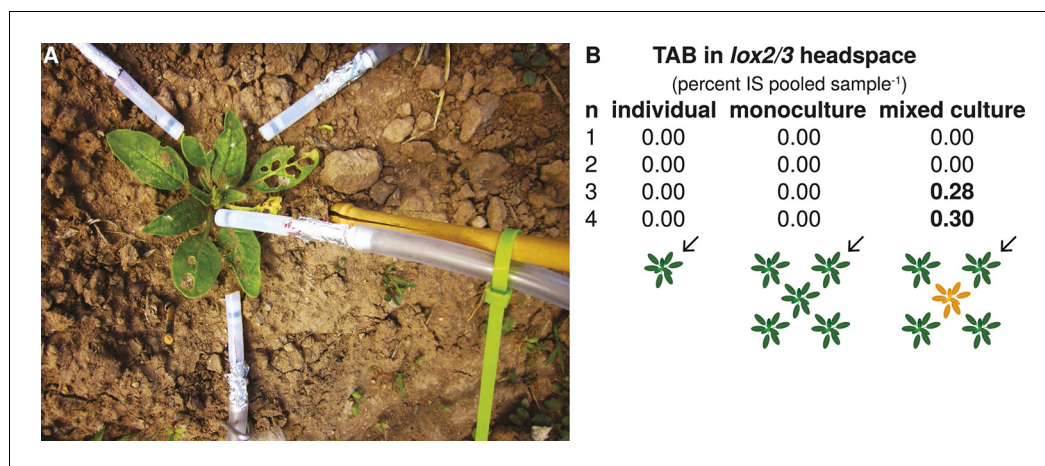 A
B TAB in lox2/3 headspace
(percent IS pooled sample⁻¹)
n individual monoculture mixed culture
1 0.00 0.00 0.00
2 0.00 0.00 0.00
3 0.00 0.00 0.28
4 0.00 0.00 0.30